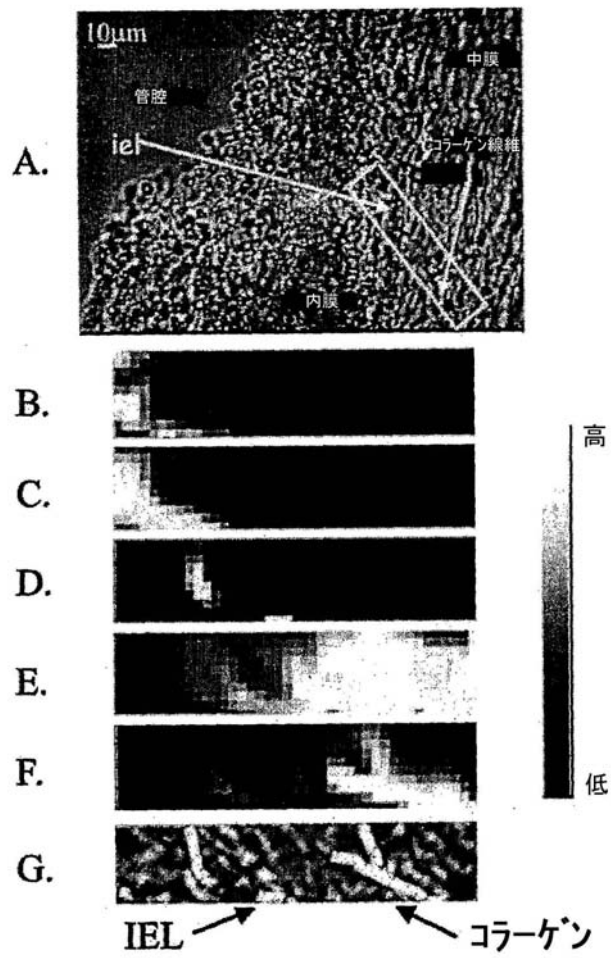 10μm
中膜
管腔
iel
コラーゲン線維
A.
内膜
B.
高
C.
D.
E.
F.
低
G.
IEL
コラーゲン